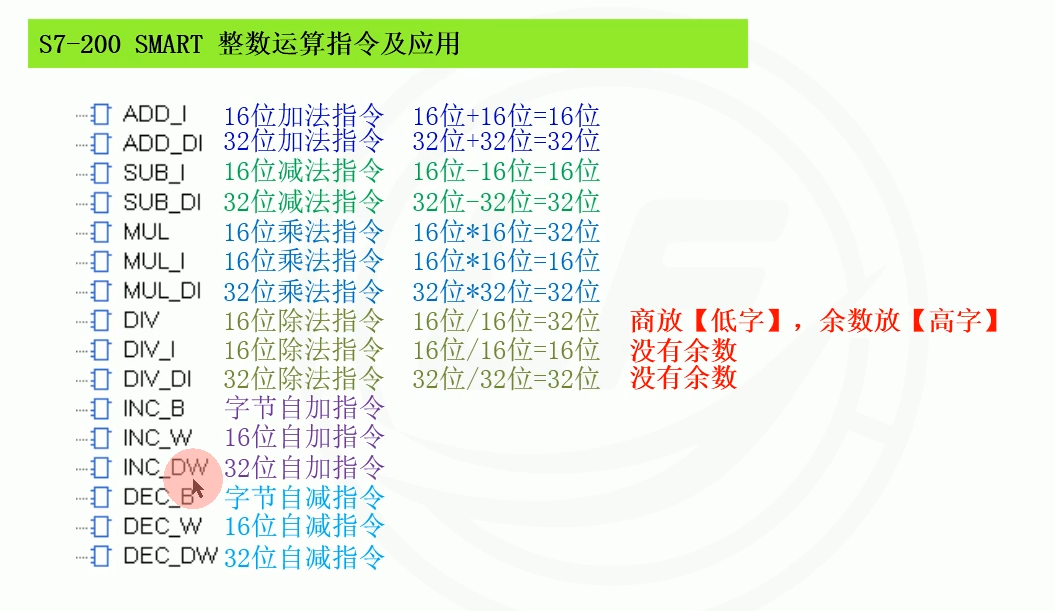 S7-200 SMART 整数运算指令及应用
ADD_I 16位加法指令 16位+16位=16位
ADD_DI 32位加法指令 32位+32位=32位
SUB_I 16位减法指令 16位-16位=16位
SUB_DI 32位减法指令 32位-32位=32位
MUL 16位乘法指令 16位*16位=32位
MUL_I 16位乘法指令 16位*16位=16位
MUL_DI 32位乘法指令 32位*32位=32位
DIV 16位除法指令 16位/16位=32位 商放【低字】，余数放【高字】
DIV_I 16位除法指令 16位/16位=16位 没有余数
DIV_DI 32位除法指令 32位/32位=32位 没有余数
INC_B 字节自加指令
INC_W 16位自加指令
INC_DW 32位自加指令
DEC_B 字节自减指令
DEC_W 16位自减指令
DEC_DW 32位自减指令